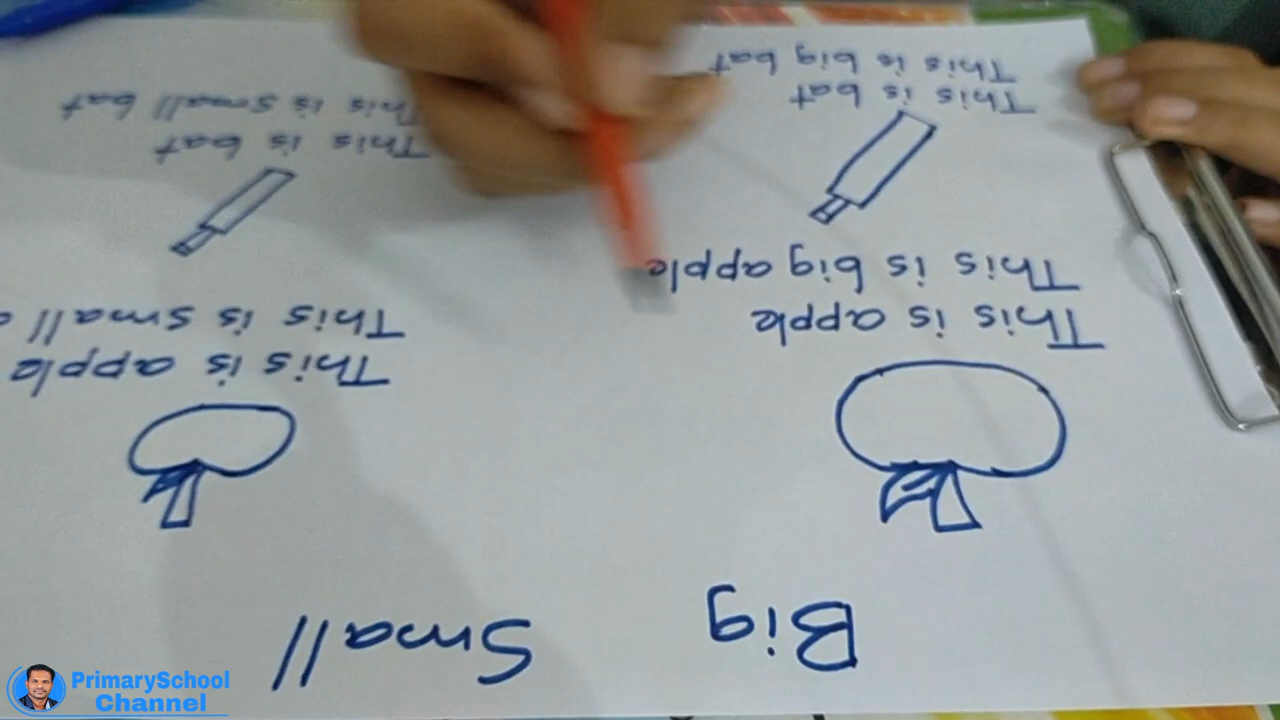 Big
Small
This is apple
This is big apple
This is bat
This is big bat
This is apple
This is small
This is bat
This is small bat
PrimarySchool
Channel